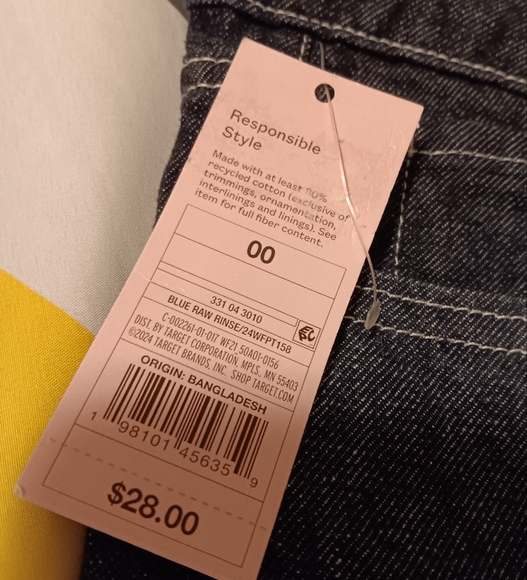 Responsible
Style
Made with at least 20%
recycled cotton (exclusive of
trimmings, ornamentation,
interlinings and linings). See
item for full fiber content.
00
331 04 3010
BLUE RAW RINSE/24WFPT158
C-002261-01-017 WF21 50A01-0156
DIST. BY TARGET CORPORATION, MPLS, MN 55403
©2024 TARGET BRANDS, INC. SHOP TARGET.COM
ORIGIN: BANGLADESH
1 98101 45635 9
$28.00